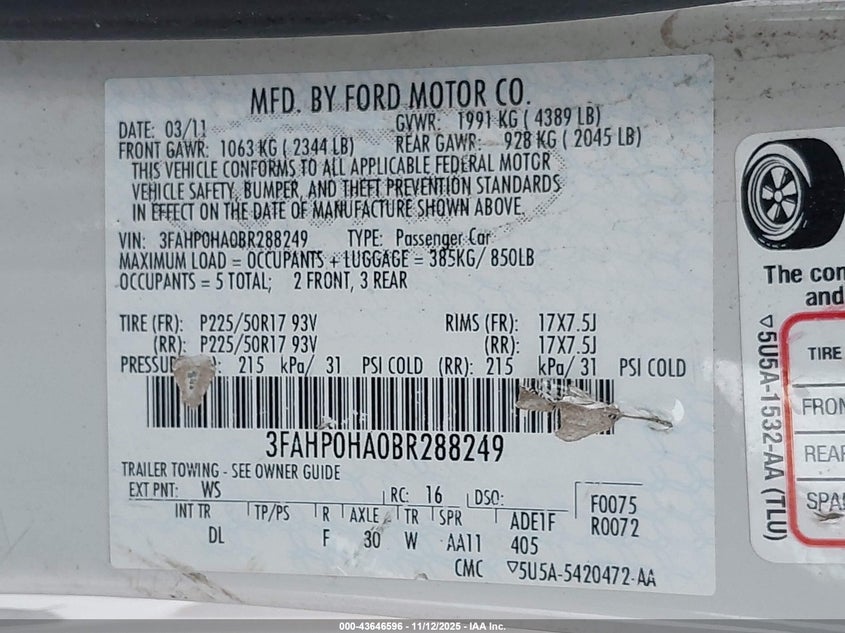 MFD. BY FORD MOTOR CO.
DATE: 03/11 GVWR: 1991 KG ( 4389 LB)
FRONT GAWR: 1063 KG ( 2344 LB) REAR GAWR: 928 KG ( 2045 LB)
THIS VEHICLE CONFORMS TO ALL APPLICABLE FEDERAL MOTOR
VEHICLE SAFETY, BUMPER, AND THEFT PREVENTION STANDARDS
IN EFFECT ON THE DATE OF MANUFACTURE SHOWN ABOVE.
VIN: 3FAHP0HA0BR288249 TYPE: Passenger Car
MAXIMUM LOAD = OCCUPANTS + LUGGAGE = 385KG/ 850LB
OCCUPANTS = 5 TOTAL; 2 FRONT, 3 REAR
TIRE (FR): P225/50R17 93V RIMS (FR): 17X7.5J
(RR): P225/50R17 93V (RR): 17X7.5J
215 kPa/ 31 PSI COLD (RR): 215 kPa/ 31 PSI COLD
3FAHP0HA0BR288249
TRAILER TOWING - SEE OWNER GUIDE
EXT PNT: WS RC: 16 DSO: F0075
INT TR TP/PS R AXLE TR SPR ADE1F R0072
DL F 30 W AA11 405
CMC ▽5U5A-5420472-AA
The
and
TIRE
▽5U5A-1532-AA (TLU)
000-43646596 - 11/12/2025 - IAA Inc.